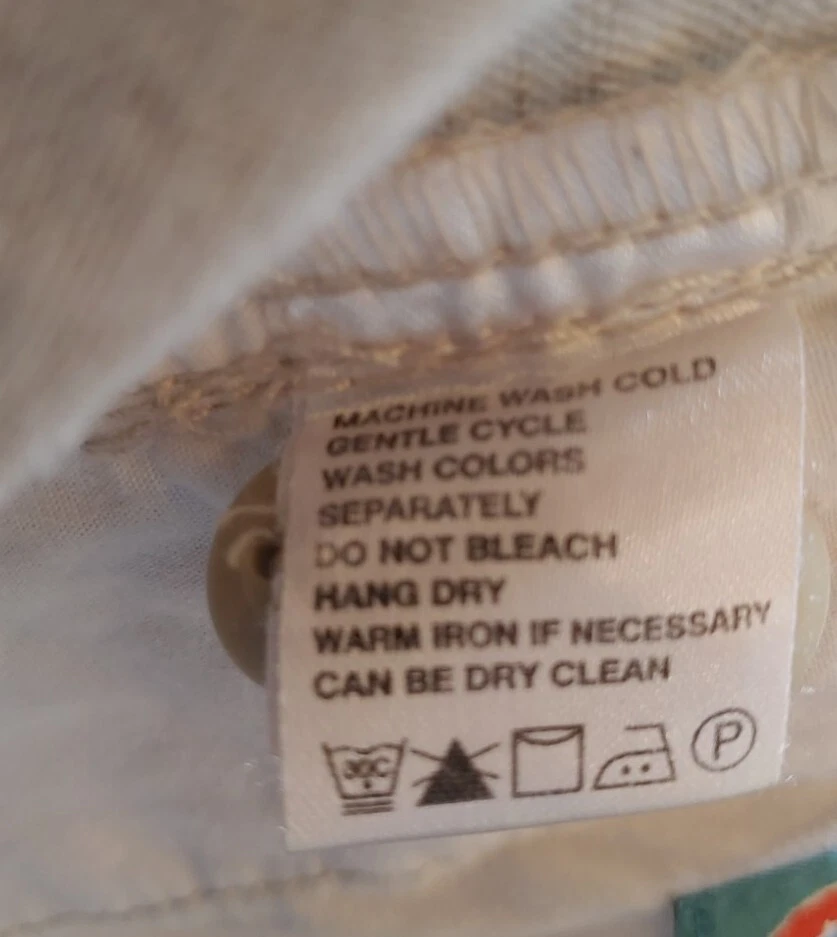 MACHINE WASH COLD
GENTLE CYCLE
WASH COLORS
SEPARATELY
DO NOT BLEACH
HANG DRY
WARM IRON IF NECESSARY
CAN BE DRY CLEAN
30C P